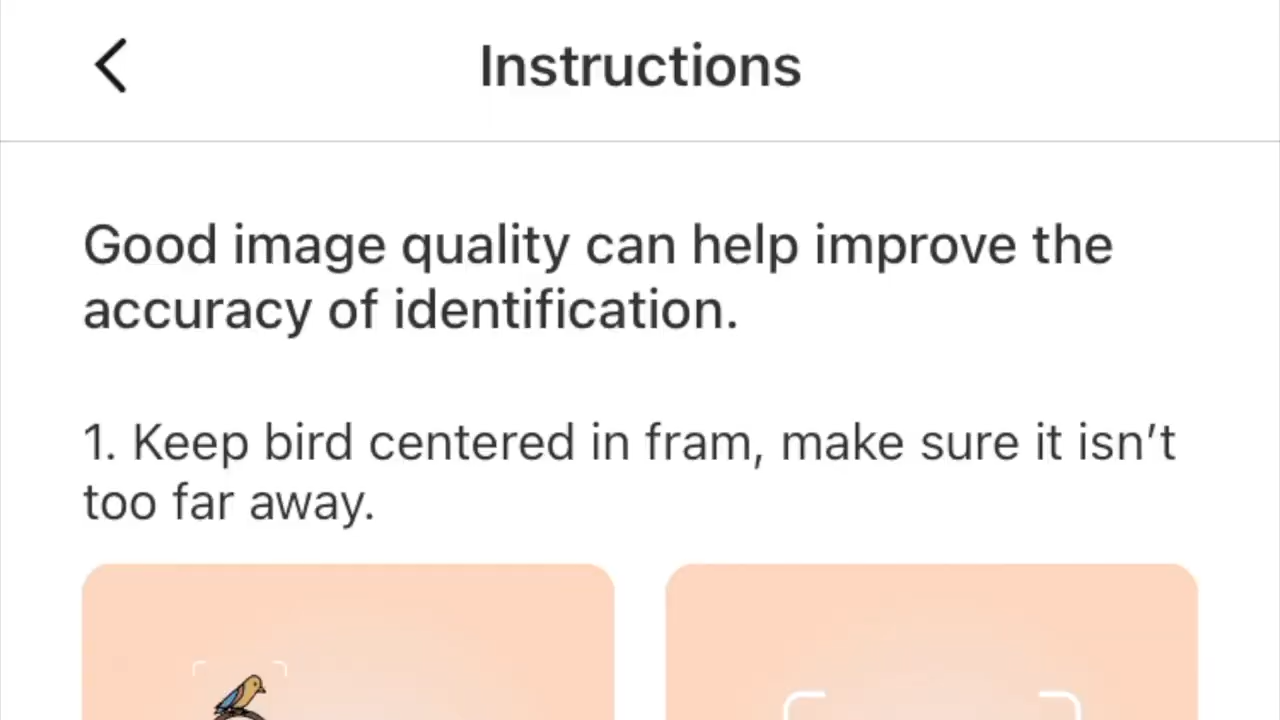 Instructions
Good image quality can help improve the
accuracy of identification.
1. Keep bird centered in fram, make sure it isn’t
too far away.